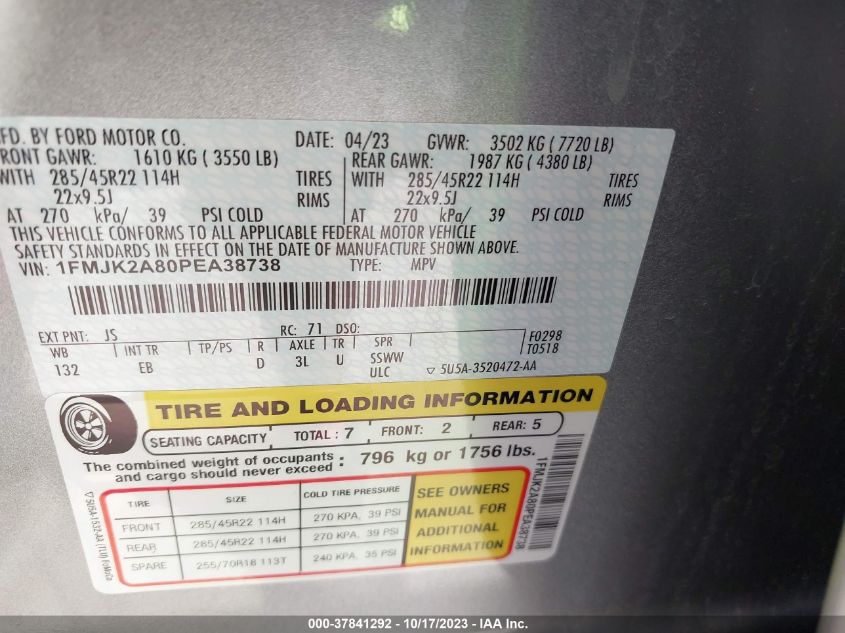 FD. BY FORD MOTOR CO. DATE: 04/23 GVWR: 3502 KG ( 7720 LB)
RONT GAWR: 1610 KG ( 3550 LB) REAR GAWR: 1987 KG ( 4380 LB)
WITH 285/45R22 114H TIRES WITH 285/45R22 114H TIRES
22x9.5J RIMS 22x9.5J RIMS
AT 270 kPa/ 39 PSI COLD AT 270 kPa/ 39 PSI COLD
THIS VEHICLE CONFORMS TO ALL APPLICABLE FEDERAL MOTOR VEHICLE
SAFETY STANDARDS IN EFFECT ON THE DATE OF MANUFACTURE SHOWN ABOVE.
VIN: 1FMJK2A80PEA38738 TYPE: MPV
EXT PNT: JS RC: 71 DSO: F0298
WB INT TR TP/PS R AXLE TR SPR T0518
132 EB D 3L U SSWW
ULC ▽ 5U5A-3520472-AA
TIRE AND LOADING INFORMATION
SEATING CAPACITY TOTAL : 7 FRONT: 2 REAR: 5
The combined weight of occupants and cargo should never exceed : 796 kg or 1756 lbs.
TIRE SIZE COLD TIRE PRESSURE
FRONT 285/45R22 114H 270 KPA, 39 PSI
REAR 285/45R22 114H 270 KPA, 39 PSI
SPARE 255/70R18 113T 240 KPA, 35 PSI
SEE OWNERS
MANUAL FOR
ADDITIONAL
INFORMATION
1FMJK2A80PEA38738
▽ 5U5A-1532-AA (TLU) FoMoCo
000-37841292 - 10/17/2023 - IAA Inc.